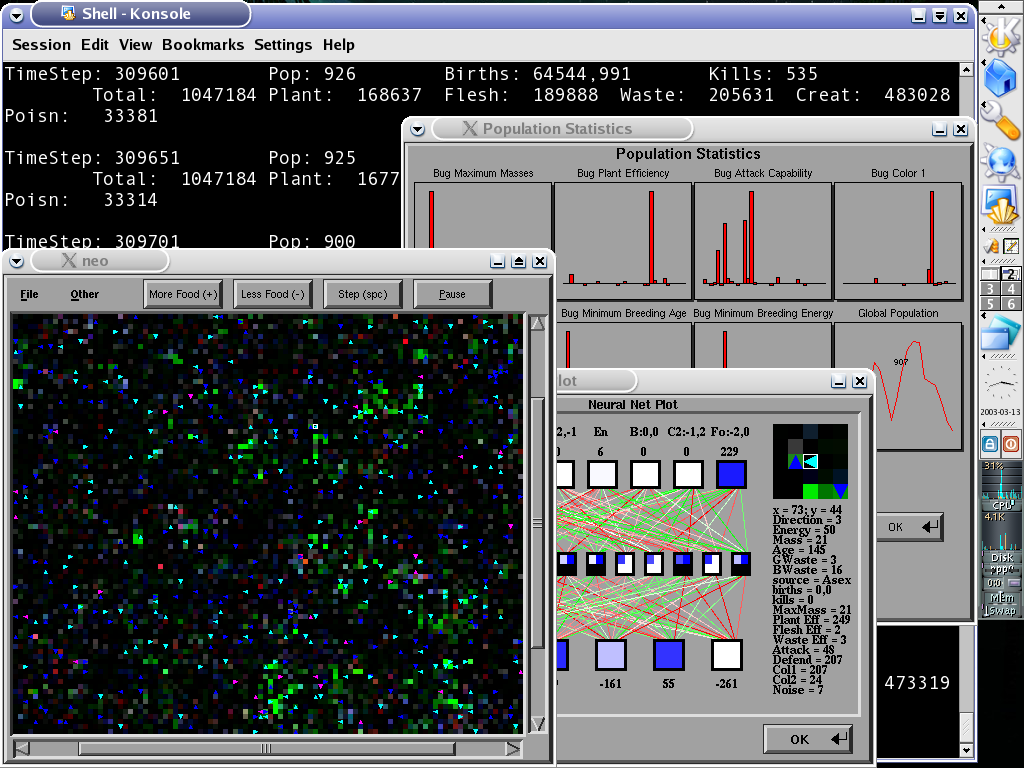 Shell - Konsole
Session Edit View Bookmarks Settings Help
TimeStep: 309601 Pop: 926 Births: 64544,991 Kills: 535
Total: 1047184 Plant: 168637 Flesh: 189888 Waste: 205631 Creat: 483028
Poisn: 33381
TimeStep: 309651 Pop: 925
Total: 1047184 Plant: 1677
Poisn: 33314
TimeStep: 309701 Pop: 900
473319
Population Statistics
Population Statistics
Bug Maximum Masses Bug Plant Efficiency Bug Attack Capability Bug Color 1
Bug Minimum Breeding Age Bug Minimum Breeding Energy Global Population
907
OK
neo
File Other More Food (+) Less Food (-) Step (spc) Pause
lot
Neural Net Plot
2,-1 En B:0,0 C2:-1,2 Fo:-2,0
6 0 0 229
-161 55 -261
x = 73; y = 44
Direction = 3
Energy = 50
Mass = 21
Age = 145
GWaste = 3
BWaste = 16
source = Asex
births = 0,0
kills = 0
MaxMass = 21
Plant Eff = 249
Flesh Eff = 2
Waste Eff = 3
Attack = 48
Defend = 207
Col1 = 207
Col2 = 24
Noise = 7
OK
1 2
3 4
5 6
2003-03-13
31%
CPU
4.1K
Disk
ppp0
0:0
Mem
Swap